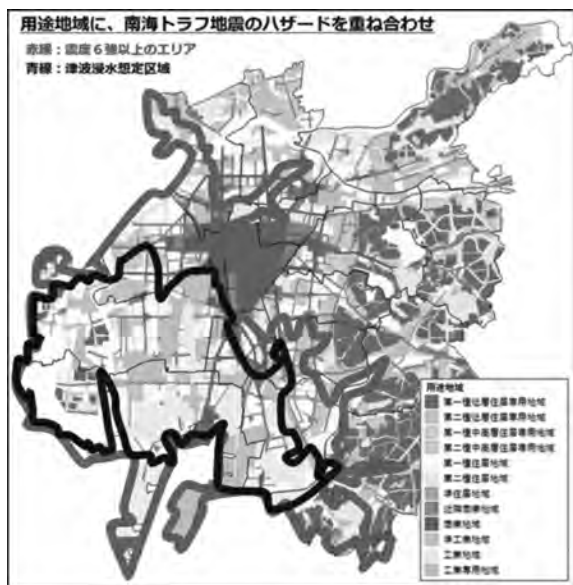 用途地域に、南海トラフ地震のハザードを重ね合わせ
赤線：震度６強以上のエリア
青線：津波浸水想定区域
用途地域
第一種低層住居専用地域
第二種低層住居専用地域
第一種中高層住居専用地域
第二種中高層住居専用地域
第一種住居地域
第二種住居地域
準住居地域
近隣商業地域
商業地域
準工業地域
工業地域
工業専用地域